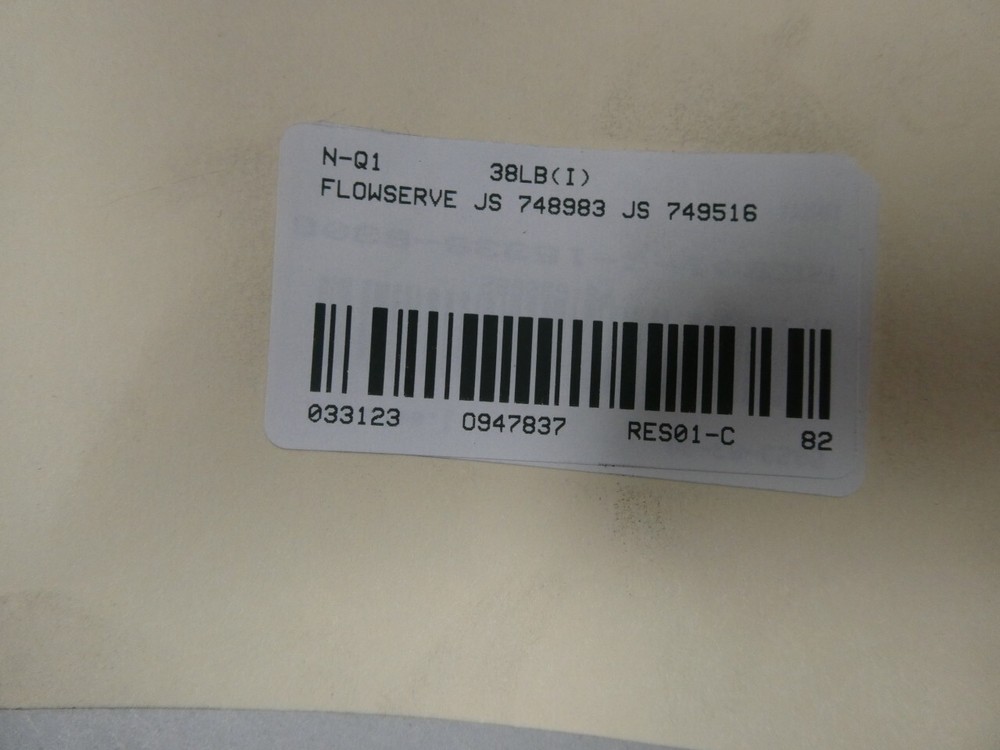 N-Q1 38LB(I)
FLOWSERVE JS 748983 JS 749516
033123 0947837 RES01-C 82